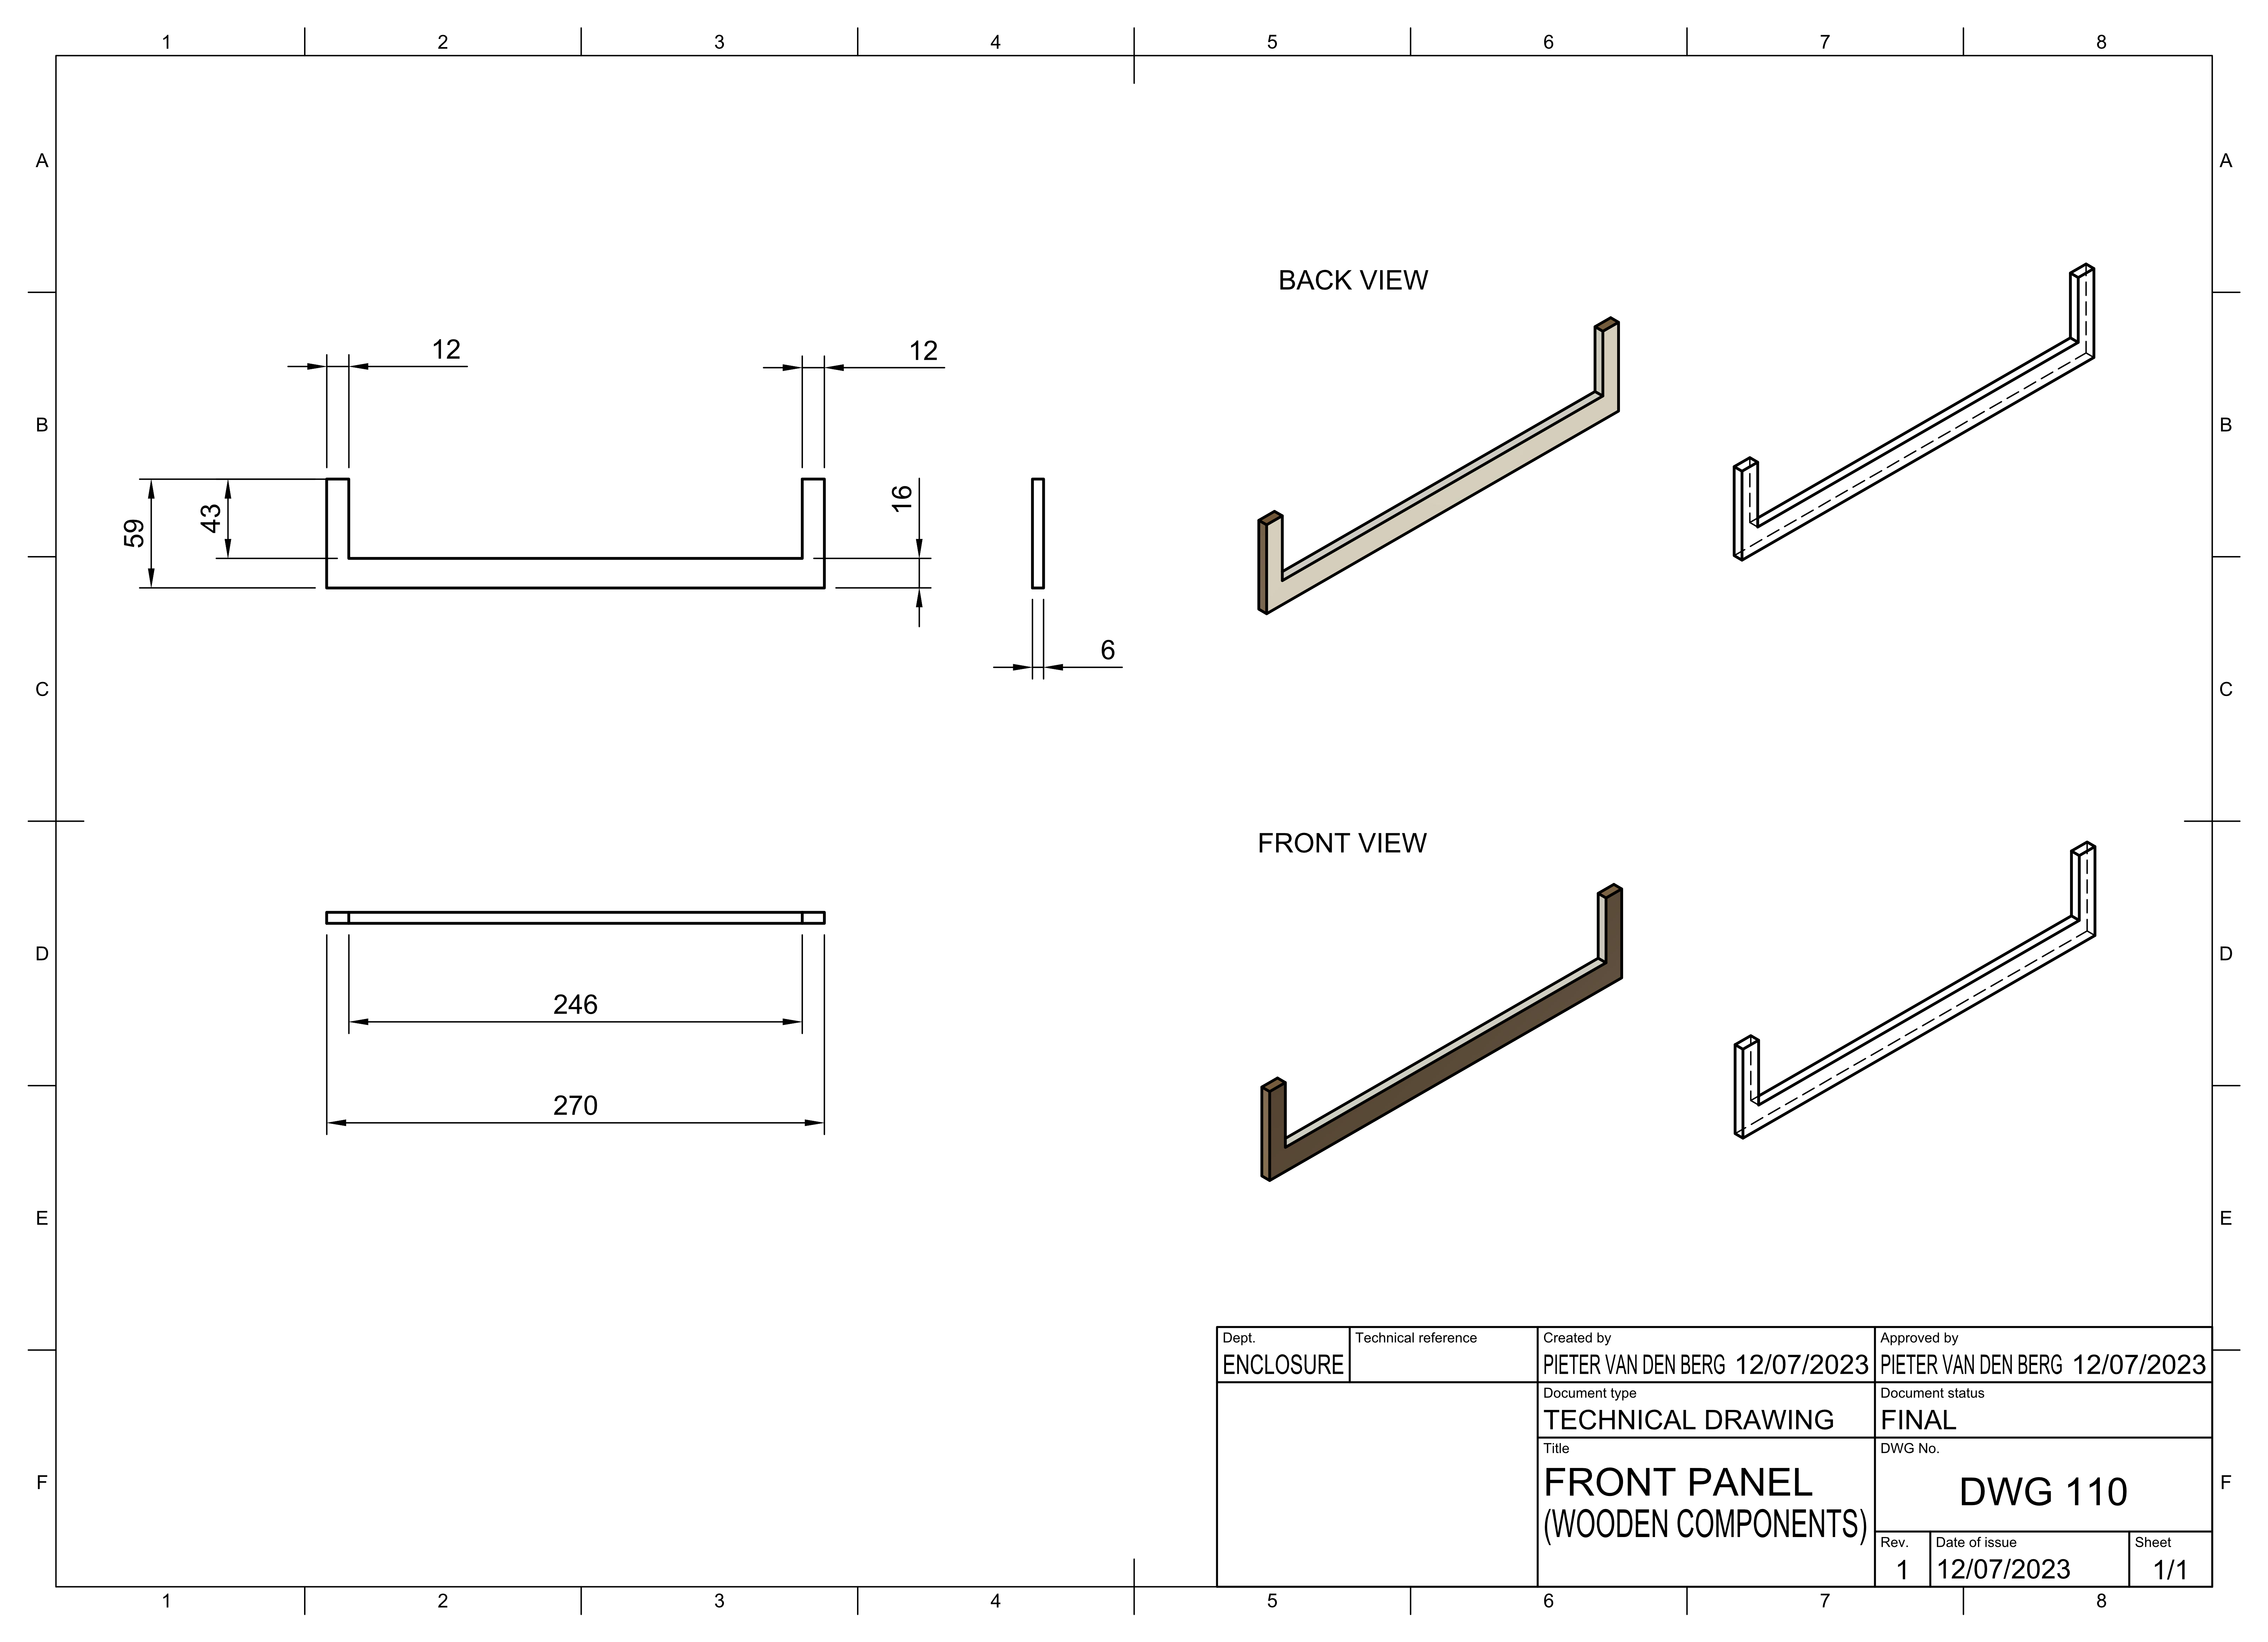 1 2 3 4 5 6 7 8
A A
BACK VIEW
12 12
B B
59 43 16
6
C C
FRONT VIEW
D D
246
270
E E
Dept. Technical reference Created by Approved by
ENCLOSURE PIETER VAN DEN BERG 12/07/2023 PIETER VAN DEN BERG 12/07/2023
Document type Document status
TECHNICAL DRAWING FINAL
Title DWG No.
FRONT PANEL
(WOODEN COMPONENTS)
DWG 110
F F
Rev. Date of issue Sheet
1 12/07/2023 1/1
1 2 3 4 5 6 7 8